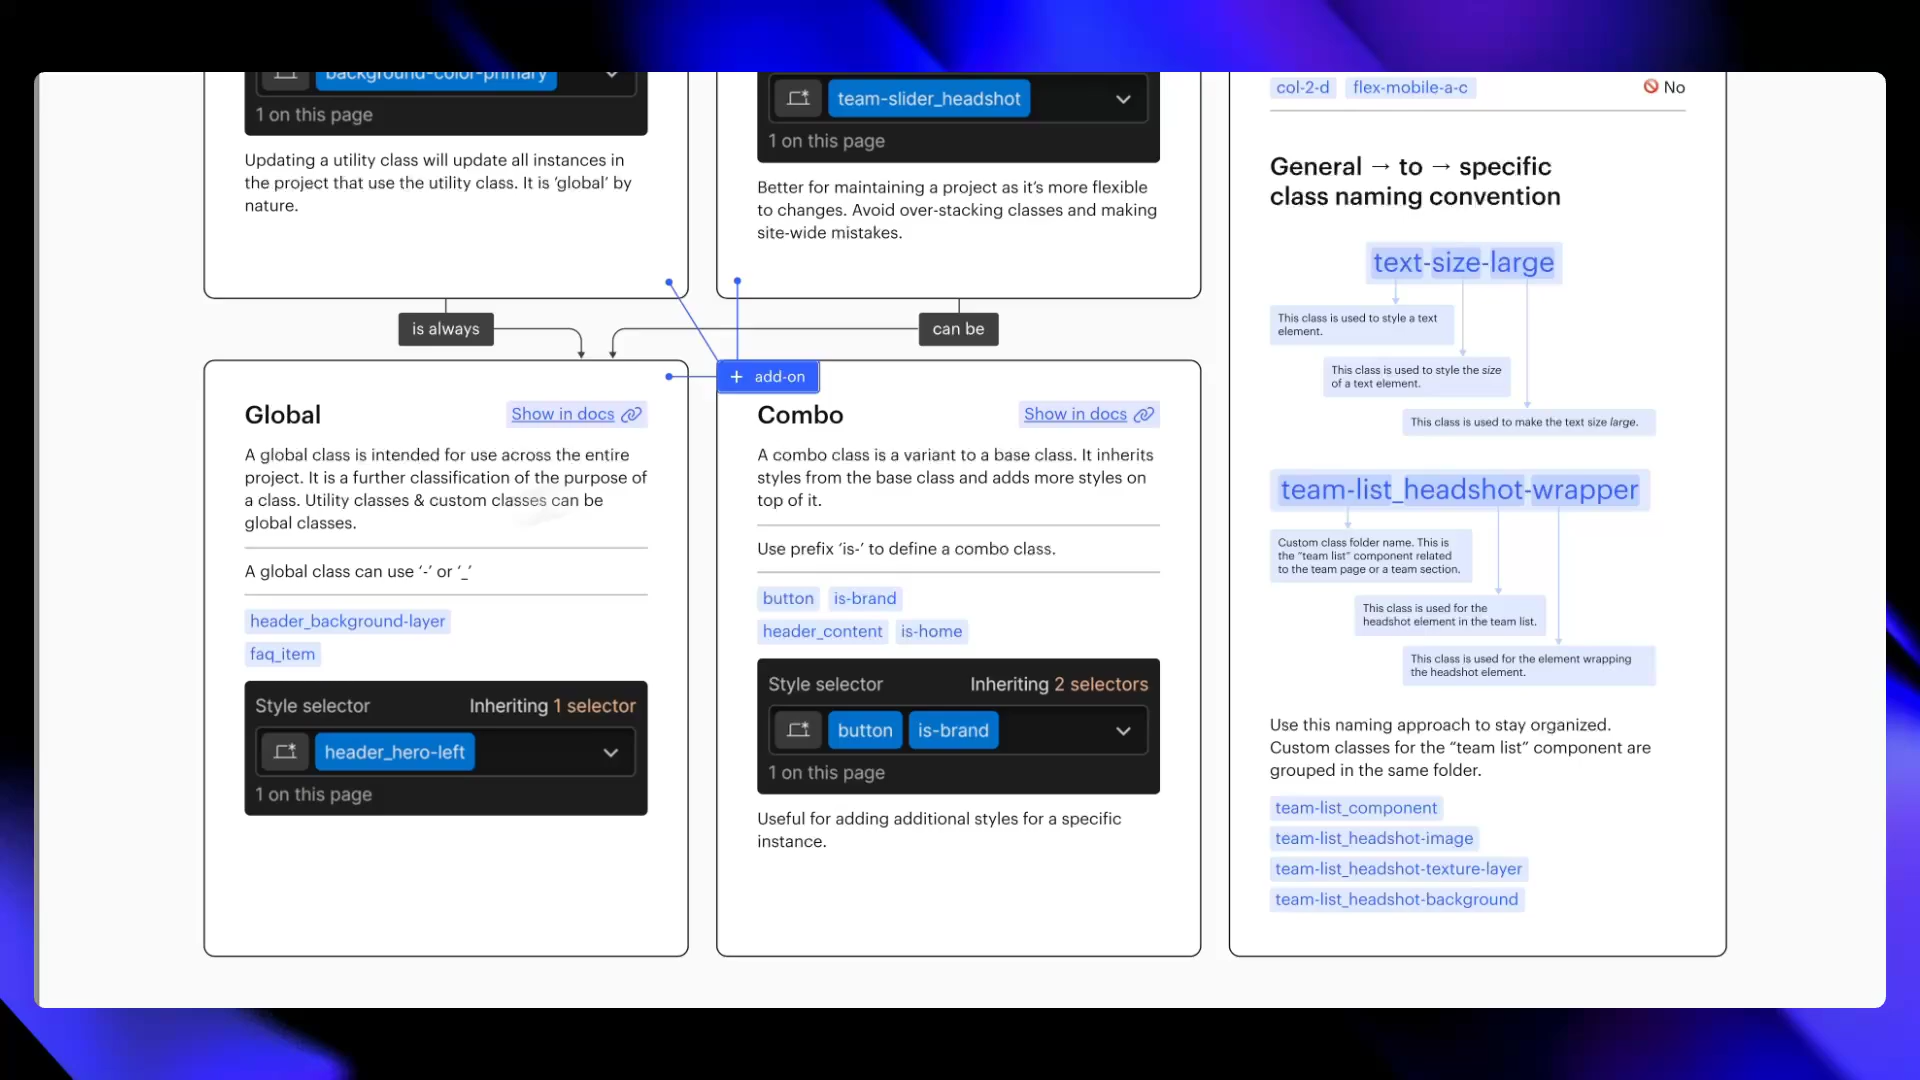 background-color-primary
1 on this page
Updating a utility class will update all instances in
the project that use the utility class. It is ‘global’ by
nature.
team-slider_headshot
1 on this page
Better for maintaining a project as it’s more flexible
to changes. Avoid over-stacking classes and making
site-wide mistakes.
is always
can be
+ add-on
Global
Show in docs
A global class is intended for use across the entire
project. It is a further classification of the purpose of
a class. Utility classes & custom classes can be
global classes.
A global class can use ‘-’ or ‘_’
header_background-layer
faq_item
Style selector
Inheriting 1 selector
header_hero-left
1 on this page
Combo
Show in docs
A combo class is a variant to a base class. It inherits
styles from the base class and adds more styles on
top of it.
Use prefix ‘is-’ to define a combo class.
button is-brand
header_content is-home
Style selector
Inheriting 2 selectors
button is-brand
1 on this page
Useful for adding additional styles for a specific
instance.
col-2-d flex-mobile-a-c
No
General → to → specific
class naming convention
text-size-large
This class is used to style a text
element.
This class is used to style the size
of a text element.
This class is used to make the text size large.
team-list_headshot-wrapper
Custom class folder name. This is
the “team list” component related
to the team page or a team section.
This class is used for the
headshot element in the team list.
This class is used for the element wrapping
the headshot element.
Use this naming approach to stay organized.
Custom classes for the “team list” component are
grouped in the same folder.
team-list_component
team-list_headshot-image
team-list_headshot-texture-layer
team-list_headshot-background